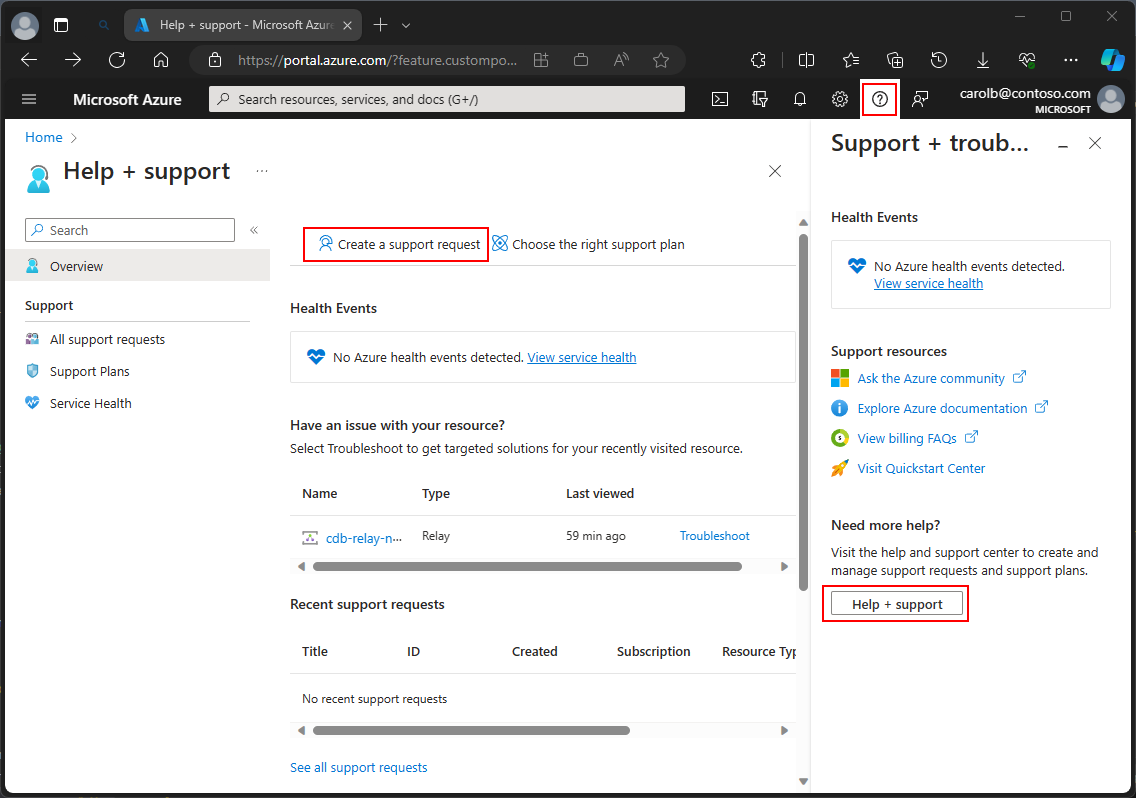 Help + support - Microsoft Azure
https://portal.azure.com/?feature.custompo...
Microsoft Azure
Search resources, services, and docs (G+/)
carolb@contoso.com
MICROSOFT
Home
Help + support
...
Search
«
Overview
Support
All support requests
Support Plans
Service Health
Create a support request
Choose the right support plan
Health Events
No Azure health events detected. View service health
Have an issue with your resource?
Select Troubleshoot to get targeted solutions for your recently visited resource.
Name Type Last viewed
cdb-relay-n... Relay 59 min ago Troubleshoot
Recent support requests
Title ID Created Subscription Resource Typ
No recent support requests
See all support requests
Support + troub...
Health Events
No Azure health events detected.
View service health
Support resources
Ask the Azure community
Explore Azure documentation
View billing FAQs
Visit Quickstart Center
Need more help?
Visit the help and support center to create and
manage support requests and support plans.
Help + support